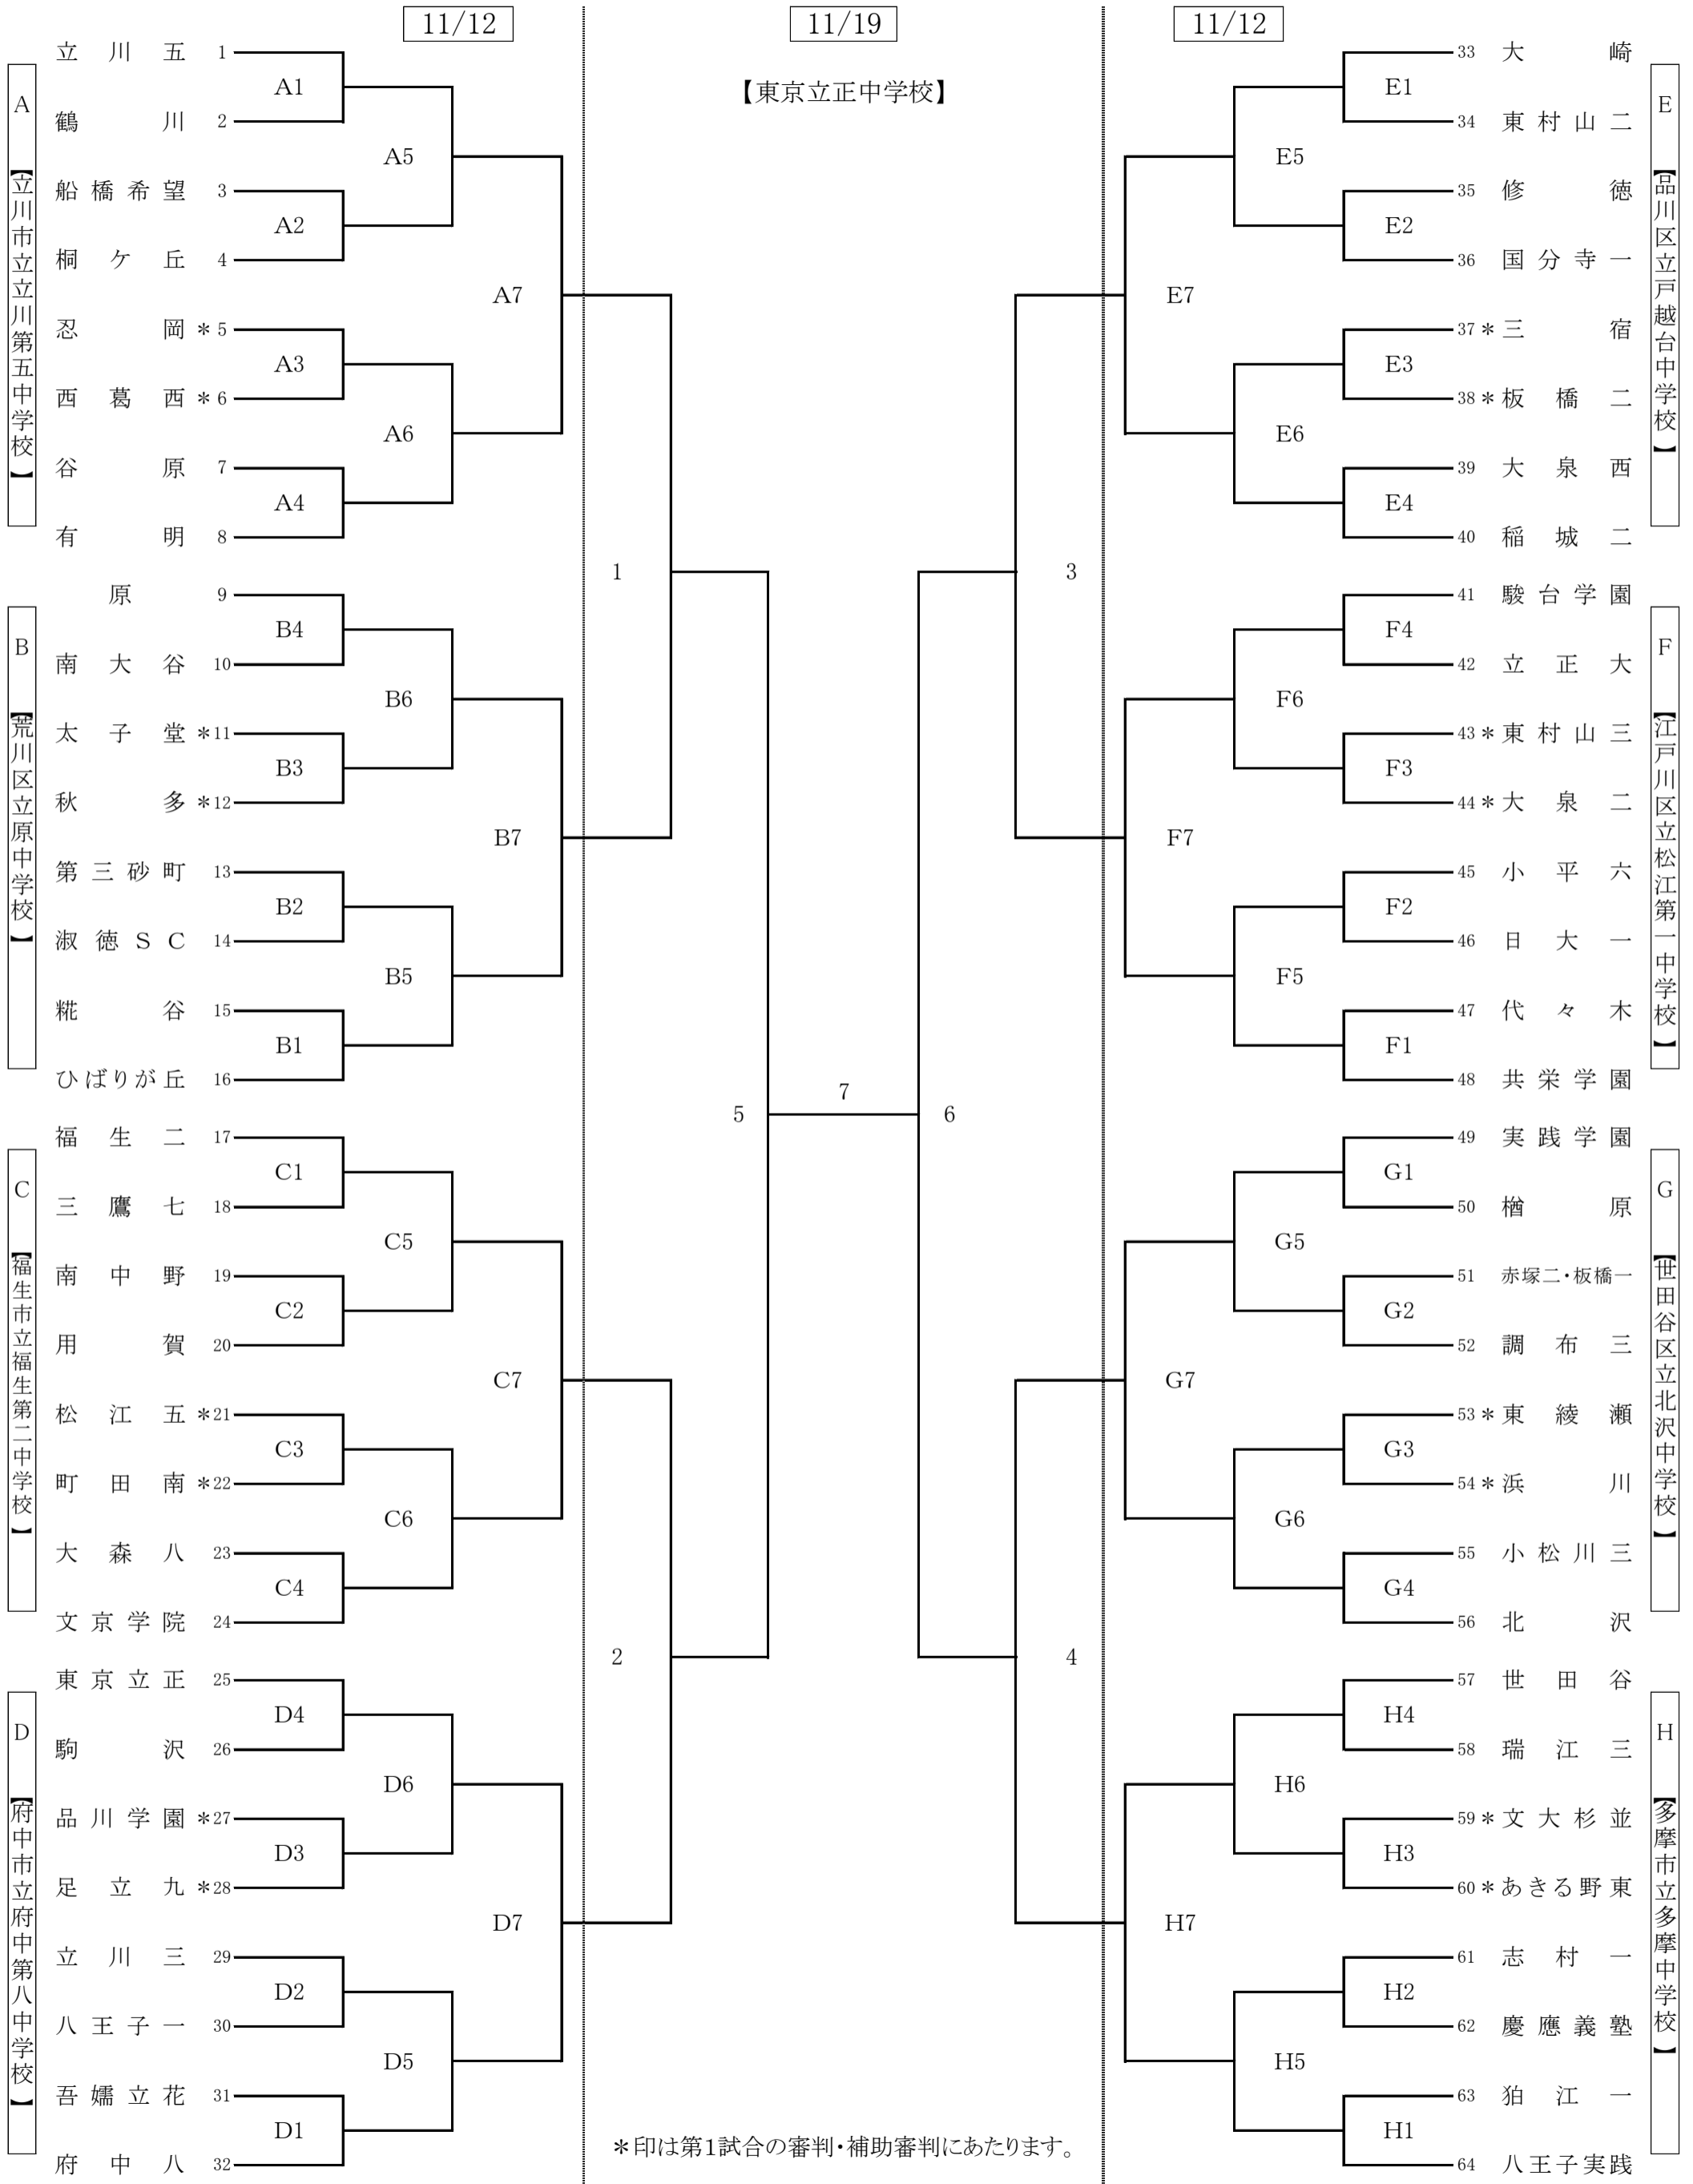 11/12
11/19
11/12
【東京立正中学校】
A 【立川市立立川第五中学校】
立川五 1
鶴川 2
船橋希望 3
桐ケ丘 4
忍岡 *5
西葛西 *6
谷原 7
有明 8
A1
A2
A3
A4
A5
A6
A7
B 【荒川区立原中学校】
原 9
南大谷 10
太子堂 *11
秋多 *12
第三砂町 13
淑徳SC 14
糀谷 15
ひばりが丘 16
B4
B3
B2
B1
B6
B5
B7
C 【福生市立福生第二中学校】
福生二 17
三鷹七 18
南中野 19
用賀 20
松江五 *21
町田南 *22
大森八 23
文京学院 24
C1
C2
C3
C4
C5
C6
C7
D 【府中市立府中第八中学校】
東京立正 25
駒沢 26
品川学園 *27
足立九 *28
立川三 29
八王子一 30
吾嬬立花 31
府中八 32
D4
D3
D2
D1
D6
D5
D7
1
2
5
7
6
3
4
E 【品川区立戸越台中学校】
33 大崎
34 東村山二
35 修徳
36 国分寺一
37* 三宿
38* 板橋二
39 大泉西
40 稲城二
E1
E2
E3
E4
E5
E6
E7
F 【江戸川区立松江第一中学校】
41 駿台学園
42 立正大
43* 東村山三
44* 大泉二
45 小平六
46 日大一
47 代々木
48 共栄学園
F4
F3
F2
F1
F6
F5
F7
G 【世田谷区立北沢中学校】
49 実践学園
50 楢原
51 赤塚二・板橋一
52 調布三
53* 東綾瀬
54* 浜川
55 小松川三
56 北沢
G1
G2
G3
G4
G5
G6
G7
H 【多摩市立多摩中学校】
57 世田谷
58 瑞江三
59* 文大杉並
60* あきる野東
61 志村一
62 慶應義塾
63 狛江一
64 八王子実践
H4
H3
H2
H1
H6
H5
H7
*印は第1試合の審判・補助審判にあたります。